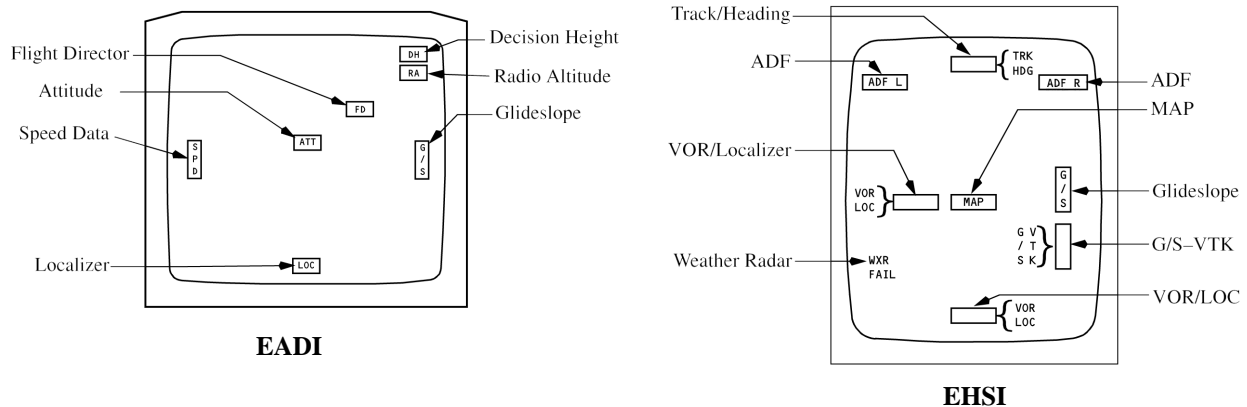 Decision Height
DH
Flight Director
RA
Radio Altitude
Attitude
FD
Glideslope
Speed Data
ATT
S
P
D
G
/
S
Localizer
LOC
EADI
Track/Heading
ADF
TRK
HDG
ADF L
ADF R
ADF
MAP
VOR/Localizer
G
/
S
Glideslope
VOR
LOC
MAP
G V
/ T
S K
G/S–VTK
Weather Radar
WXR
FAIL
VOR/LOC
VOR
LOC
EHSI